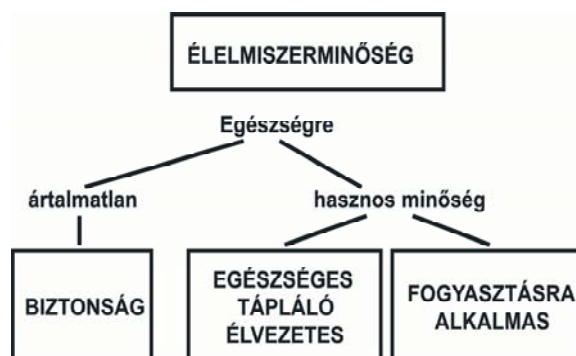 ÉLELMISZERMINŐSÉG
Egészségre
ártalmatlan
hasznos minőség
BIZTONSÁG
EGÉSZSÉGES
TÁPLÁLÓ
ÉLVEZETES
FOGYASZTÁSRA
ALKALMAS